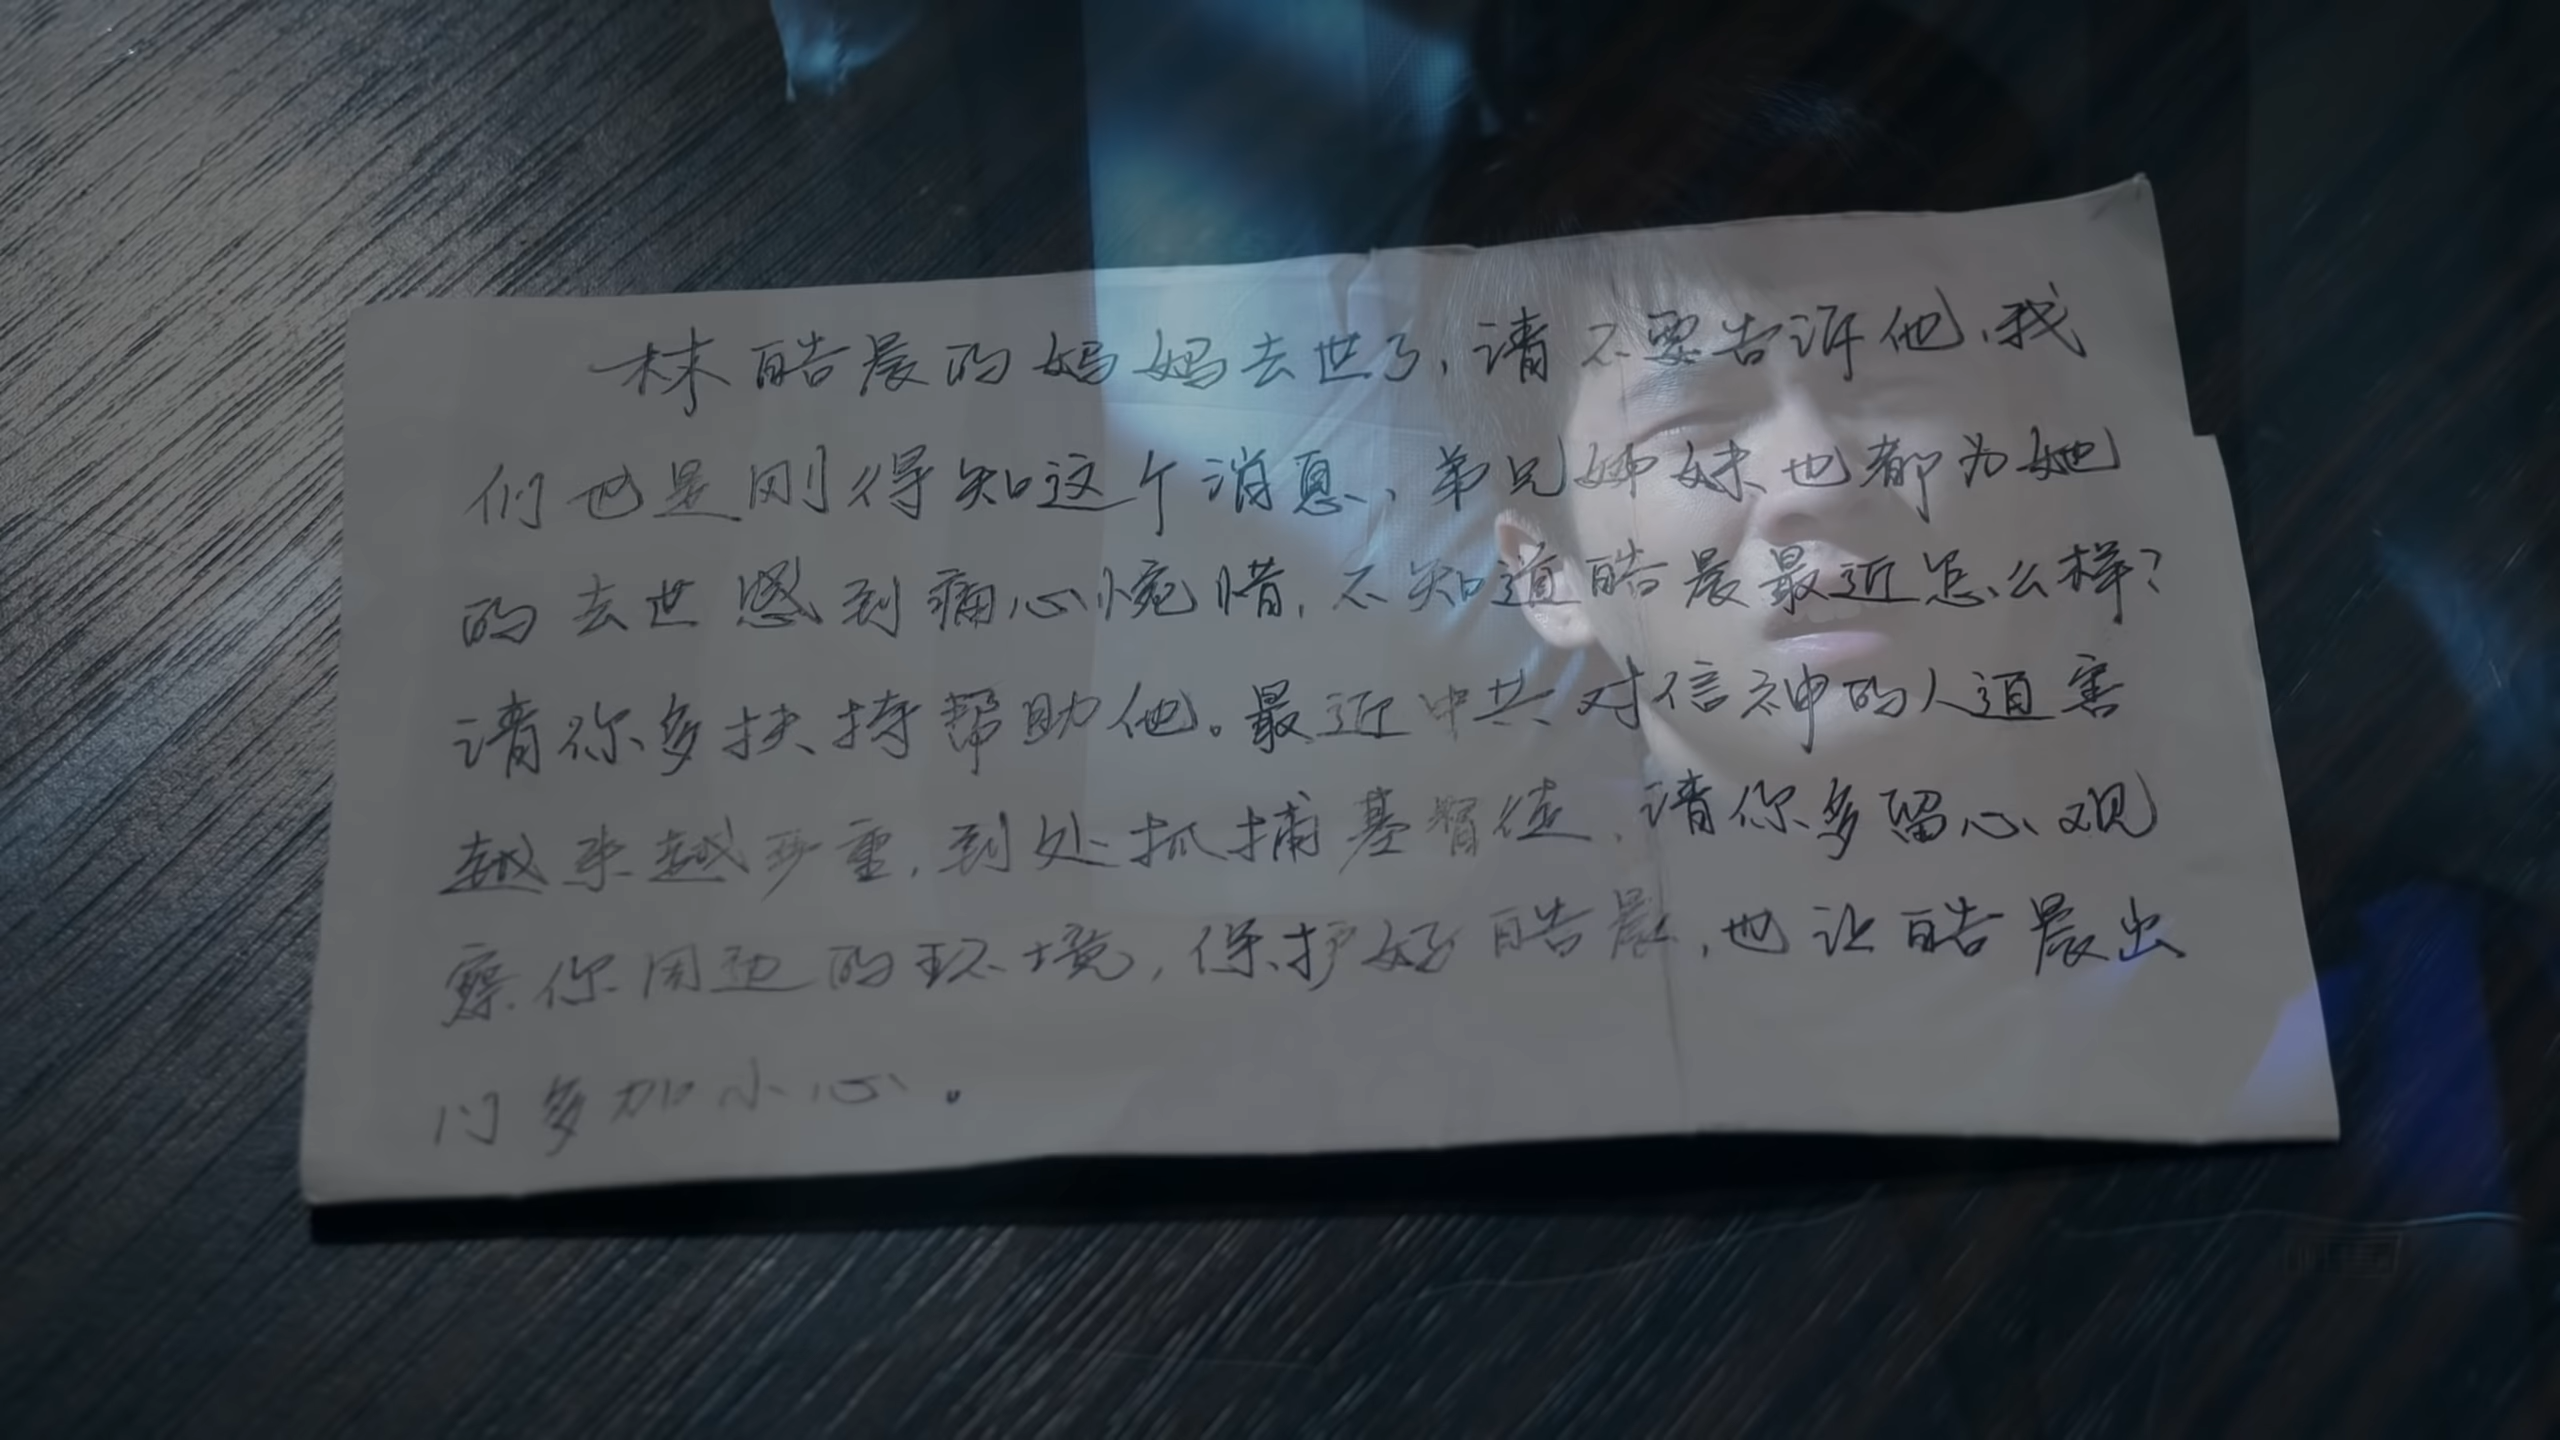 林皓晨的妈妈去世了，请不要告诉他，我
们也是刚得知这个消息，弟兄姊妹也都为她
的去世感到痛心惋惜，不知道皓晨最近怎么样？
请你多扶持帮助他。最近中共对信神的人迫害
越来越严重，到处抓捕基督徒，请你多留心观
察你周边的环境，保护好皓晨，也让皓晨出
门多加小心。